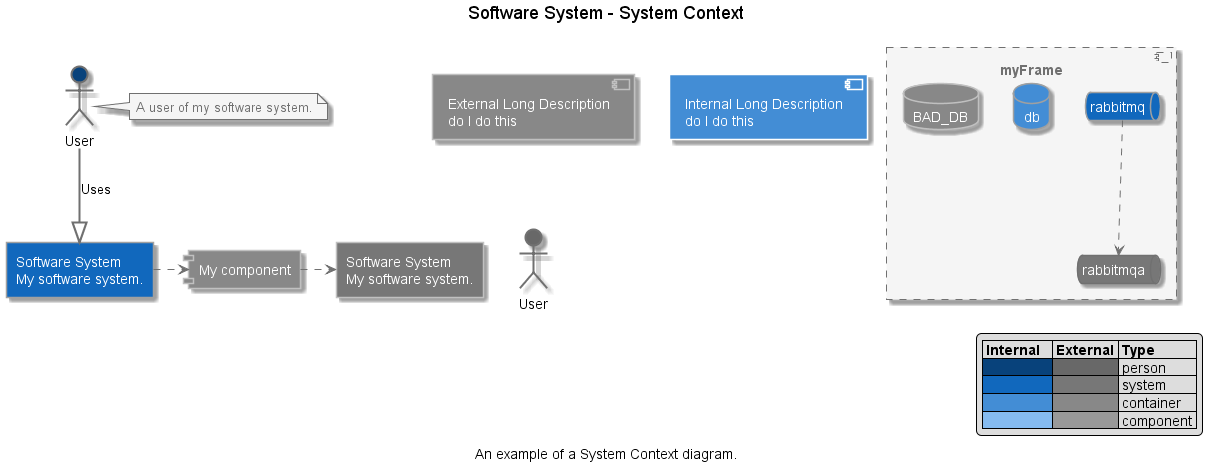 Software System - System Context
myFrame
A user of my software system.
External Long Description
do I do this
Internal Long Description
do I do this
BAD_DB
db
rabbitmq
User
Uses
Software System
My software system.
My component
Software System
My software system.
User
rabbitmqa
Internal External Type
person
system
container
component
An example of a System Context diagram.